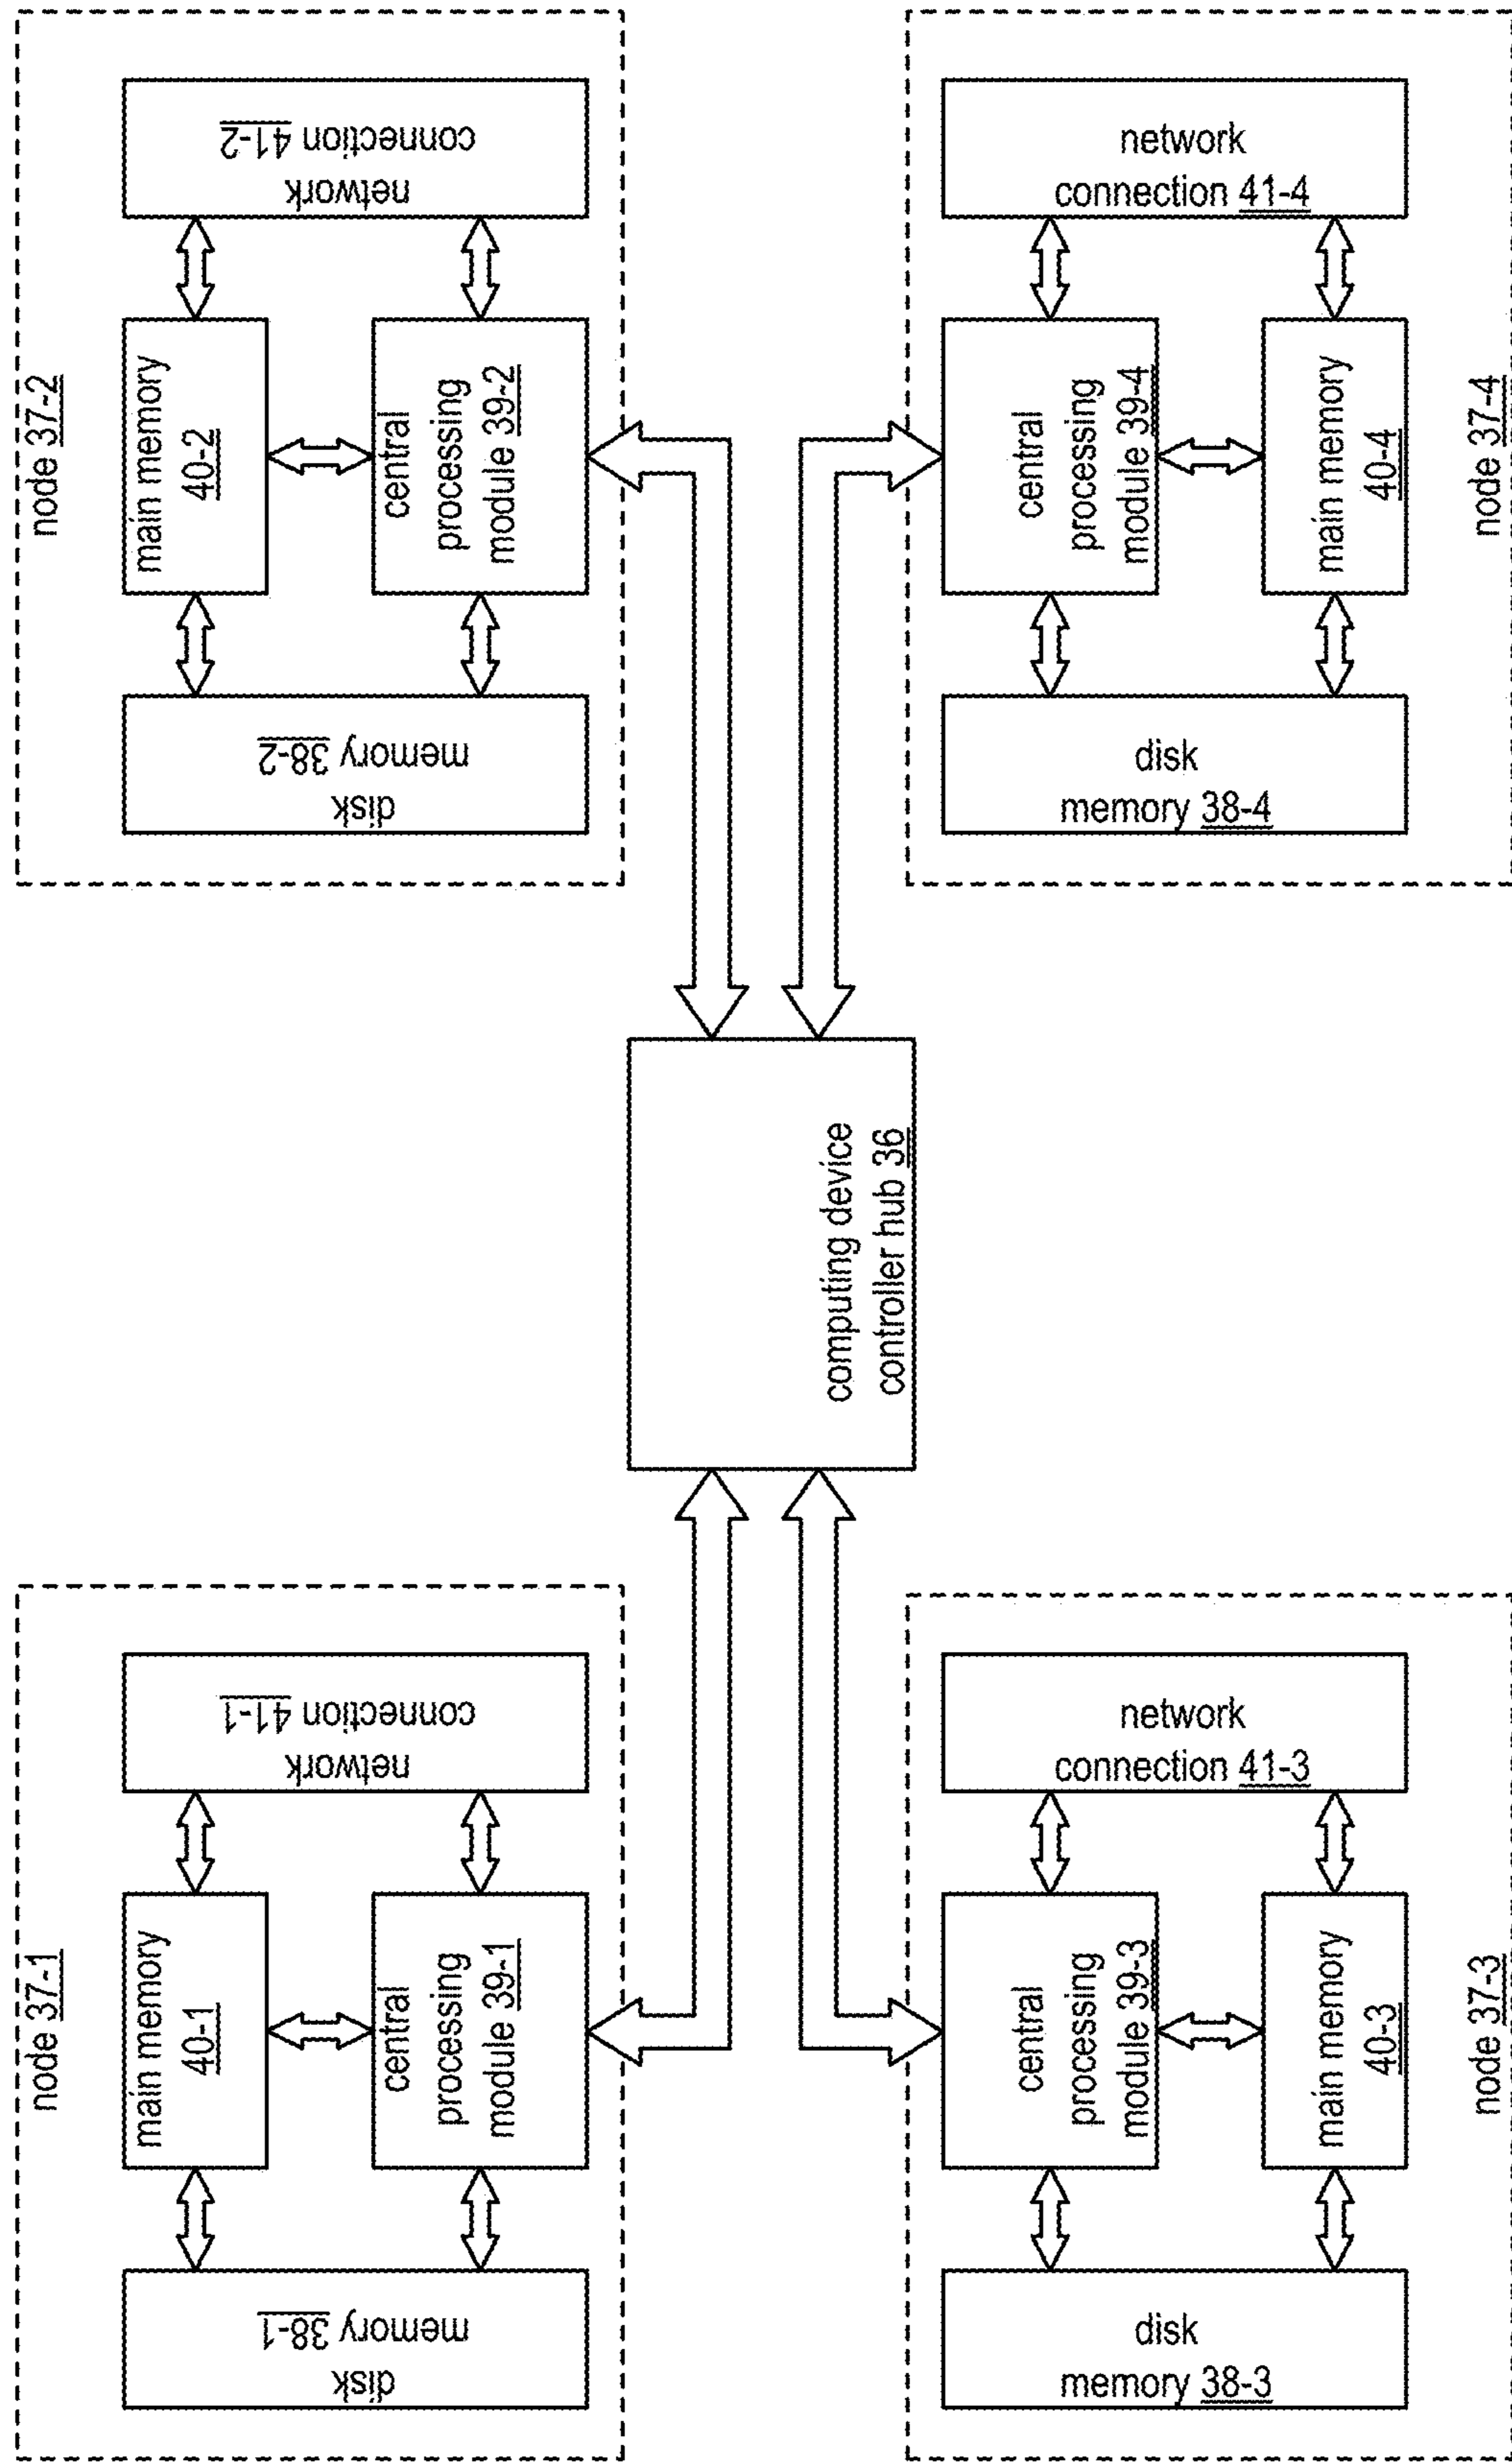 node 37-1
main memory
40-1
central
processing
module 39-1
disk
memory 38-1
network
connection 41-1
node 37-2
main memory
40-2
central
processing
module 39-2
disk
memory 38-2
network
connection 41-2
computing device
controller hub 36
disk
memory 38-3
central
processing
module 39-3
main memory
40-3
network
connection 41-3
node 37-3
disk
memory 38-4
central
processing
module 39-4
main memory
40-4
network
connection 41-4
node 37-4